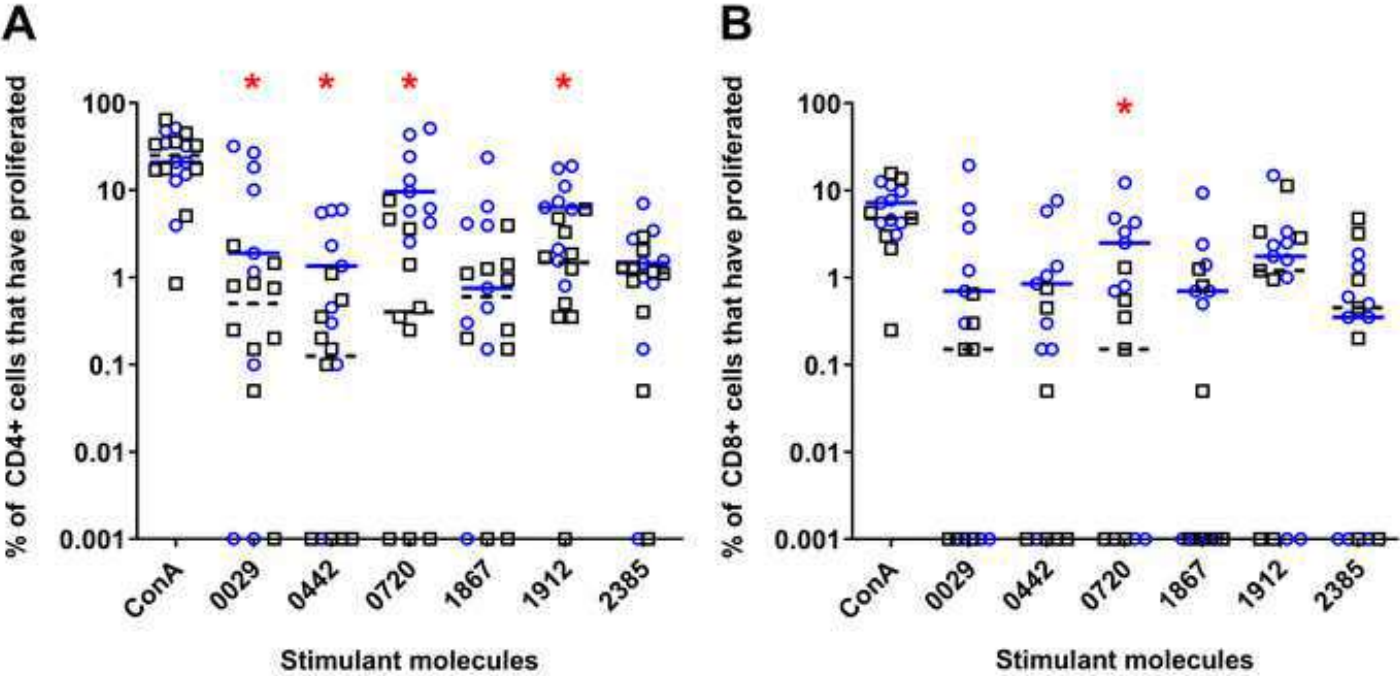 A
% of CD4+ cells that have proliferated
* * * *
100
10
1
0.1
0.01
0.001
ConA
0029
0442
0720
1867
1912
2385
Stimulant molecules
B
% of CD8+ cells that have proliferated
*
100
10
1
0.1
0.01
0.001
ConA
0029
0442
0720
1867
1912
2385
Stimulant molecules